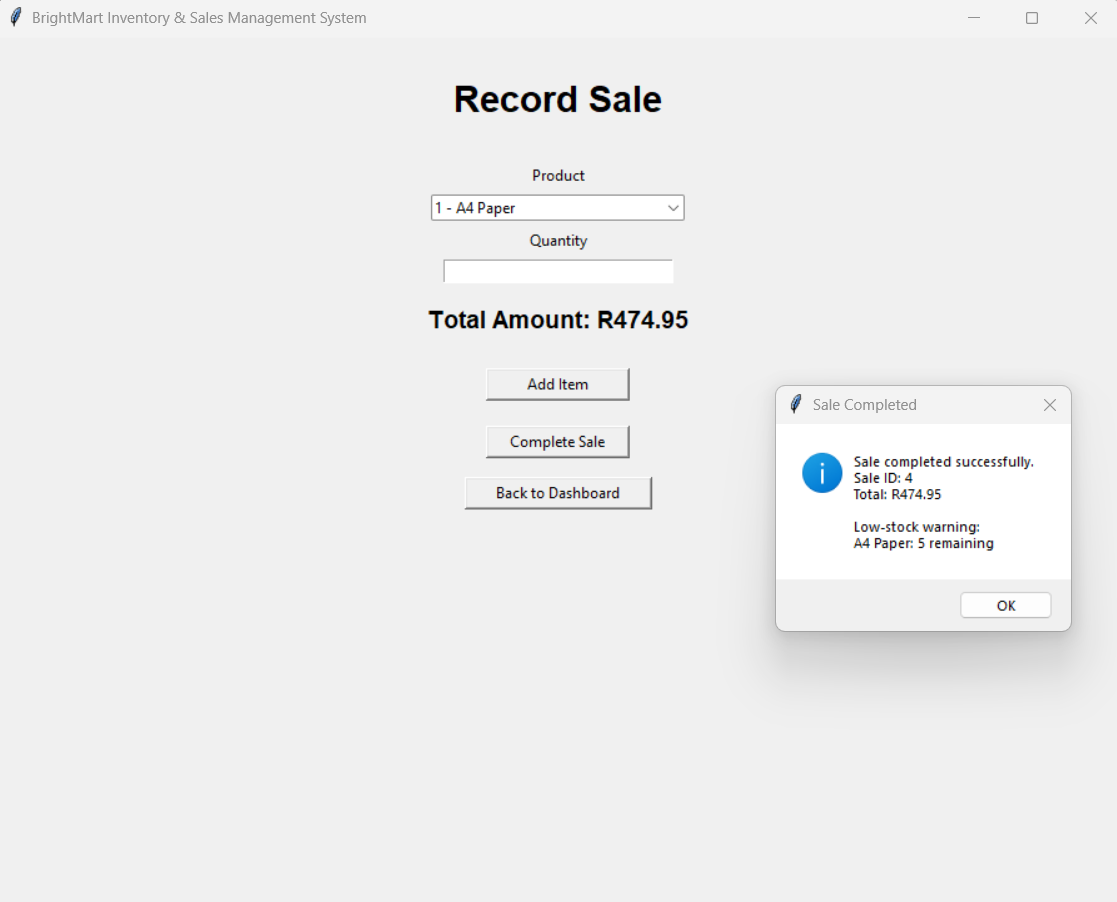 BrightMart Inventory & Sales Management System
Record Sale
Product
1 - A4 Paper
Quantity
Total Amount: R474.95
Add Item
Complete Sale
Back to Dashboard
Sale Completed
Sale completed successfully.
Sale ID: 4
Total: R474.95
Low-stock warning:
A4 Paper: 5 remaining
OK